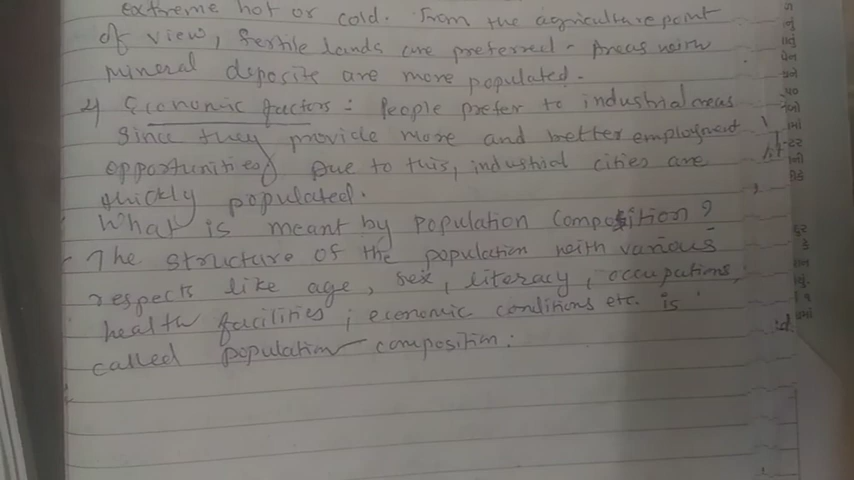 extreme hot or cold. From the agriculture point
of view, fertile lands are preferred. Areas with
mineral deposite are more populated.
4 Economic factors: People prefer to industrial areas
since they provide more and better employment
opportunities. Due to this, industrial cities are
quickly populated.
What is meant by population composition?
The structure of the population with various
respects like age, sex, literacy, occupations,
health facilities, economic conditions etc. is
called population composition.